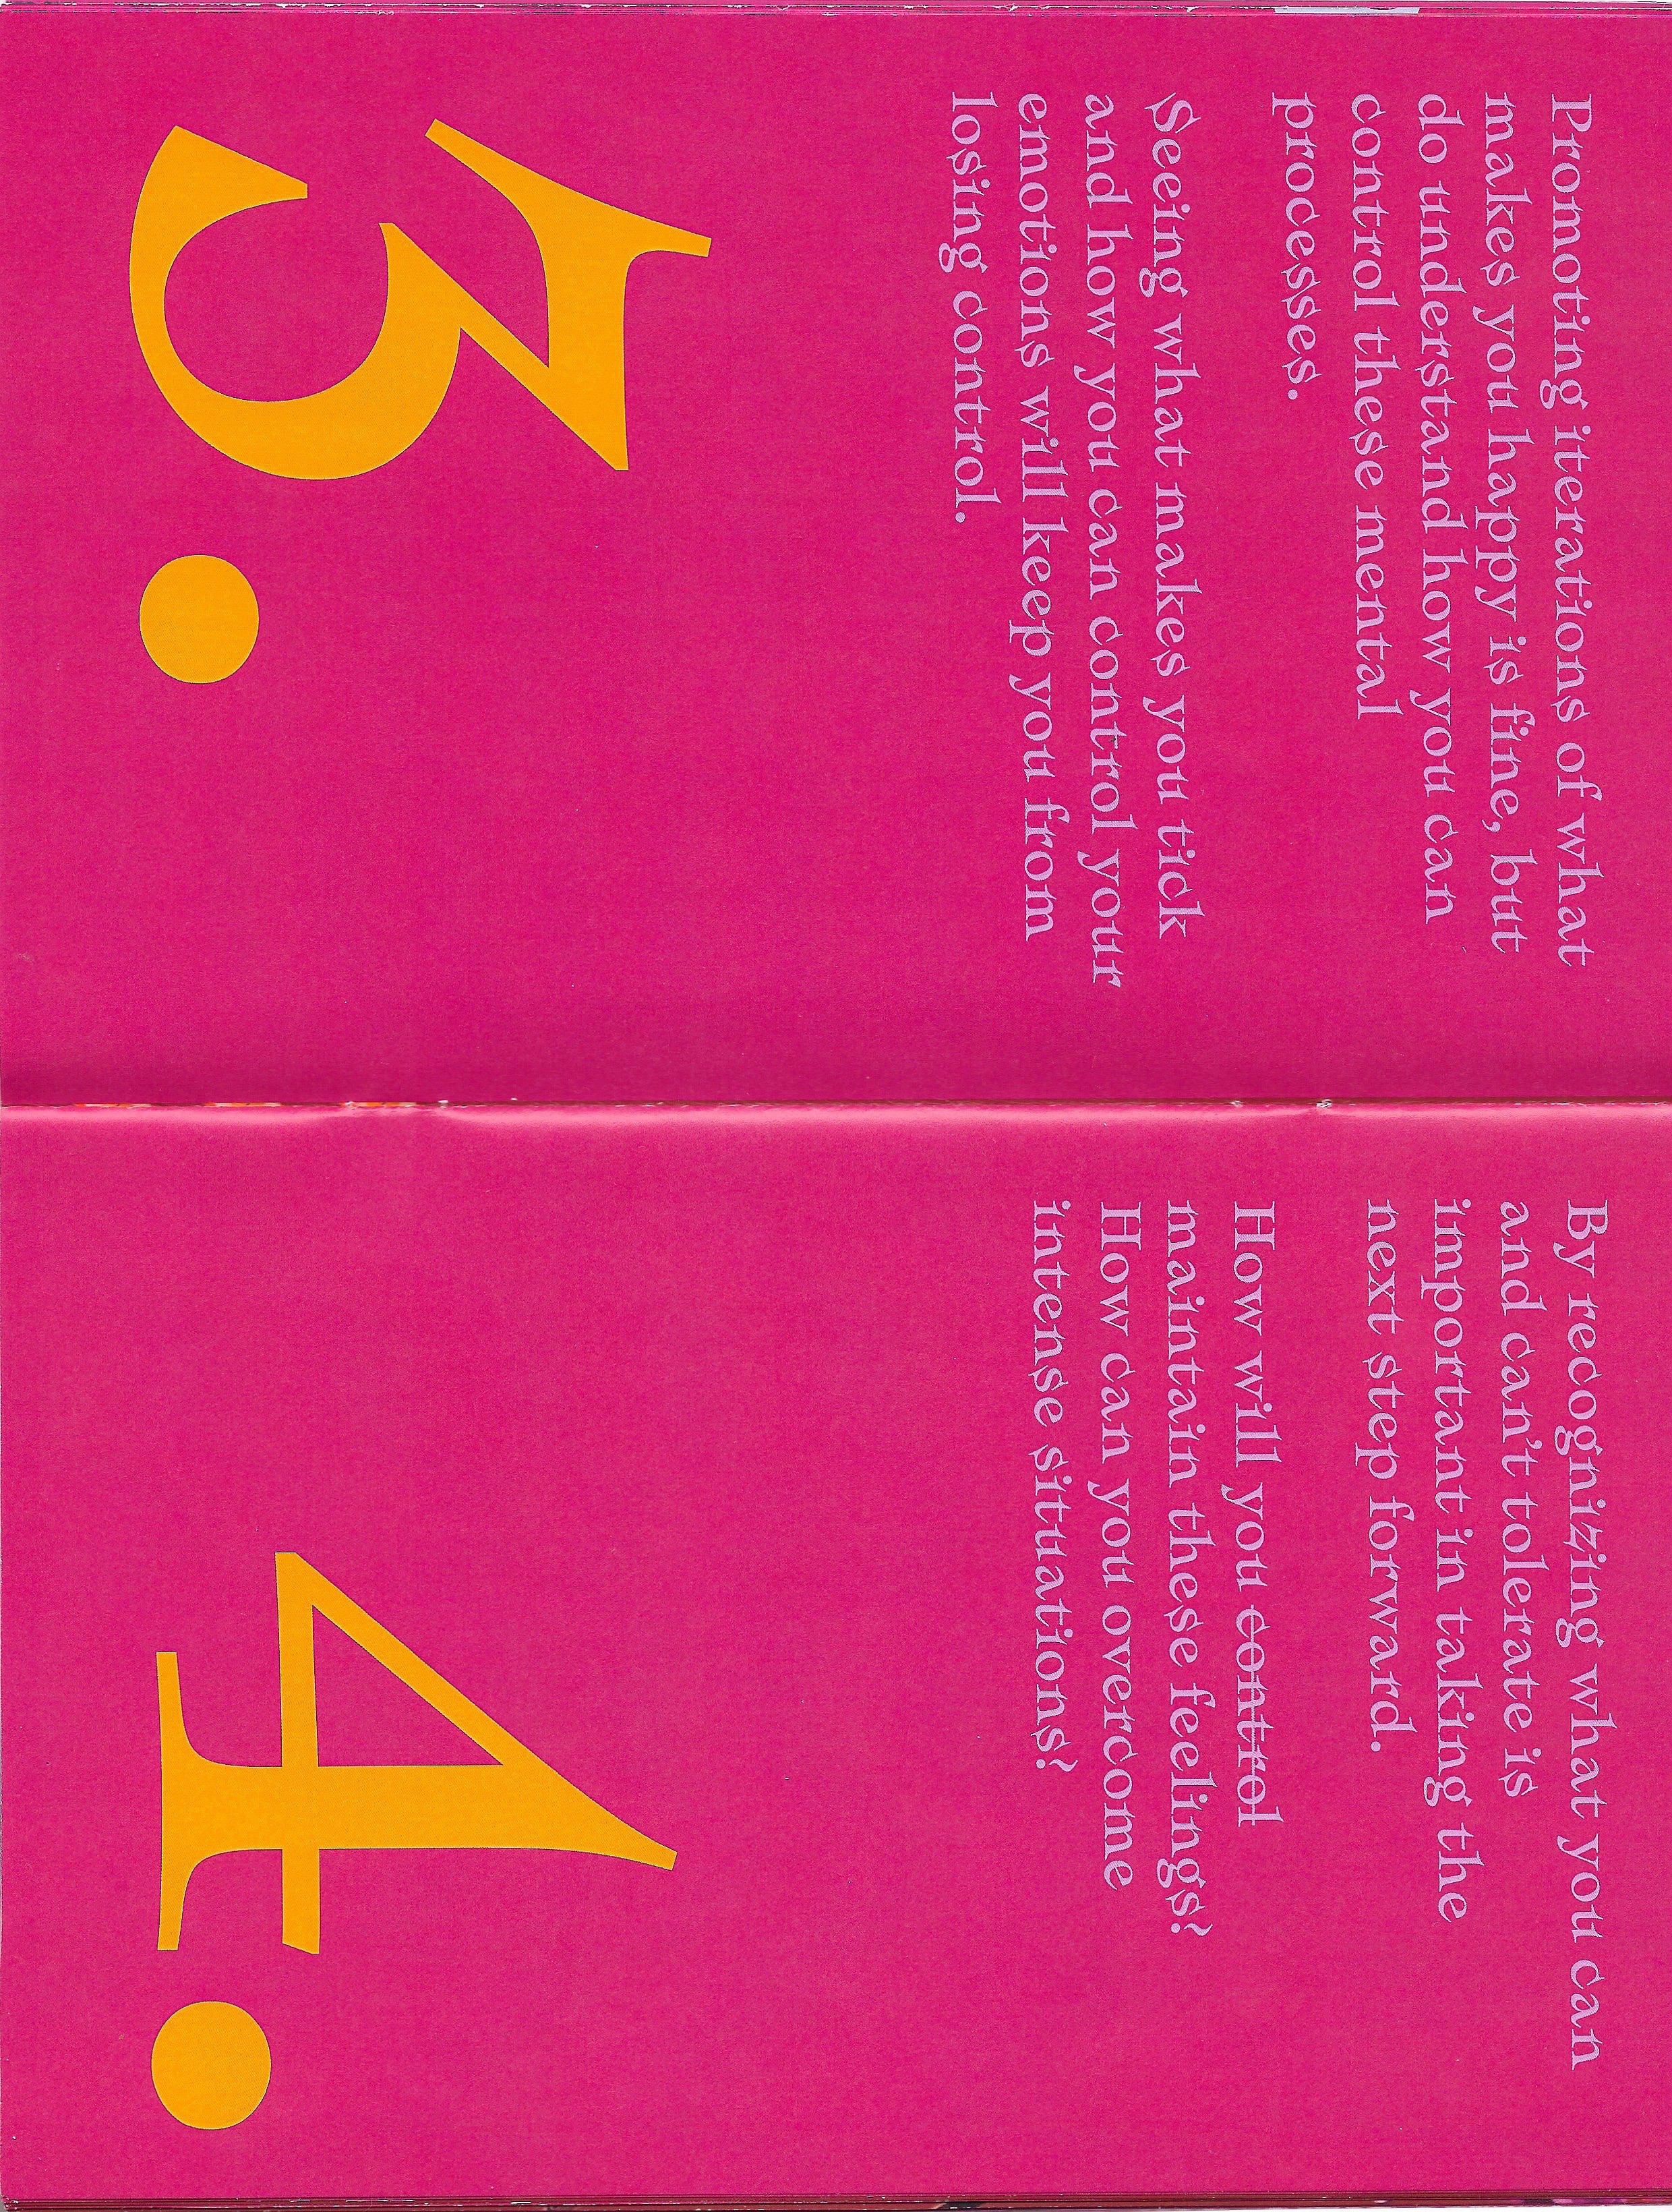 Promoting iterations of what
makes you happy is fine, but
do understand how you can
control these mental
processes.
Seeing what makes you tick
and how you can control your
emotions will keep you from
losing control.
3.
By recognizing what you can
and can't tolerate is
important in taking the
next step forward.
How will you control
maintain these feelings?
How can you overcome
intense situations?
4.